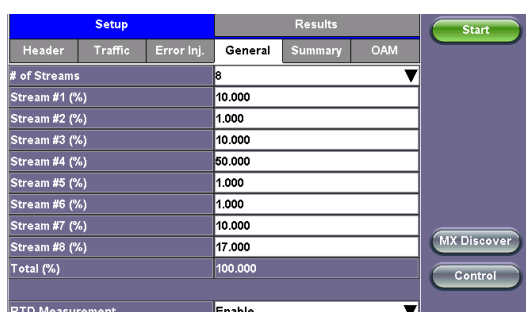 Setup Results
Header Traffic Error Inj. General Summary OAM
# of Streams 8
Stream #1 (%) 10.000
Stream #2 (%) 1.000
Stream #3 (%) 10.000
Stream #4 (%) 50.000
Stream #5 (%) 1.000
Stream #6 (%) 1.000
Stream #7 (%) 10.000
Stream #8 (%) 17.000
Total (%) 100.000
RTD Measurement Enable
Start
MX Discover
Control